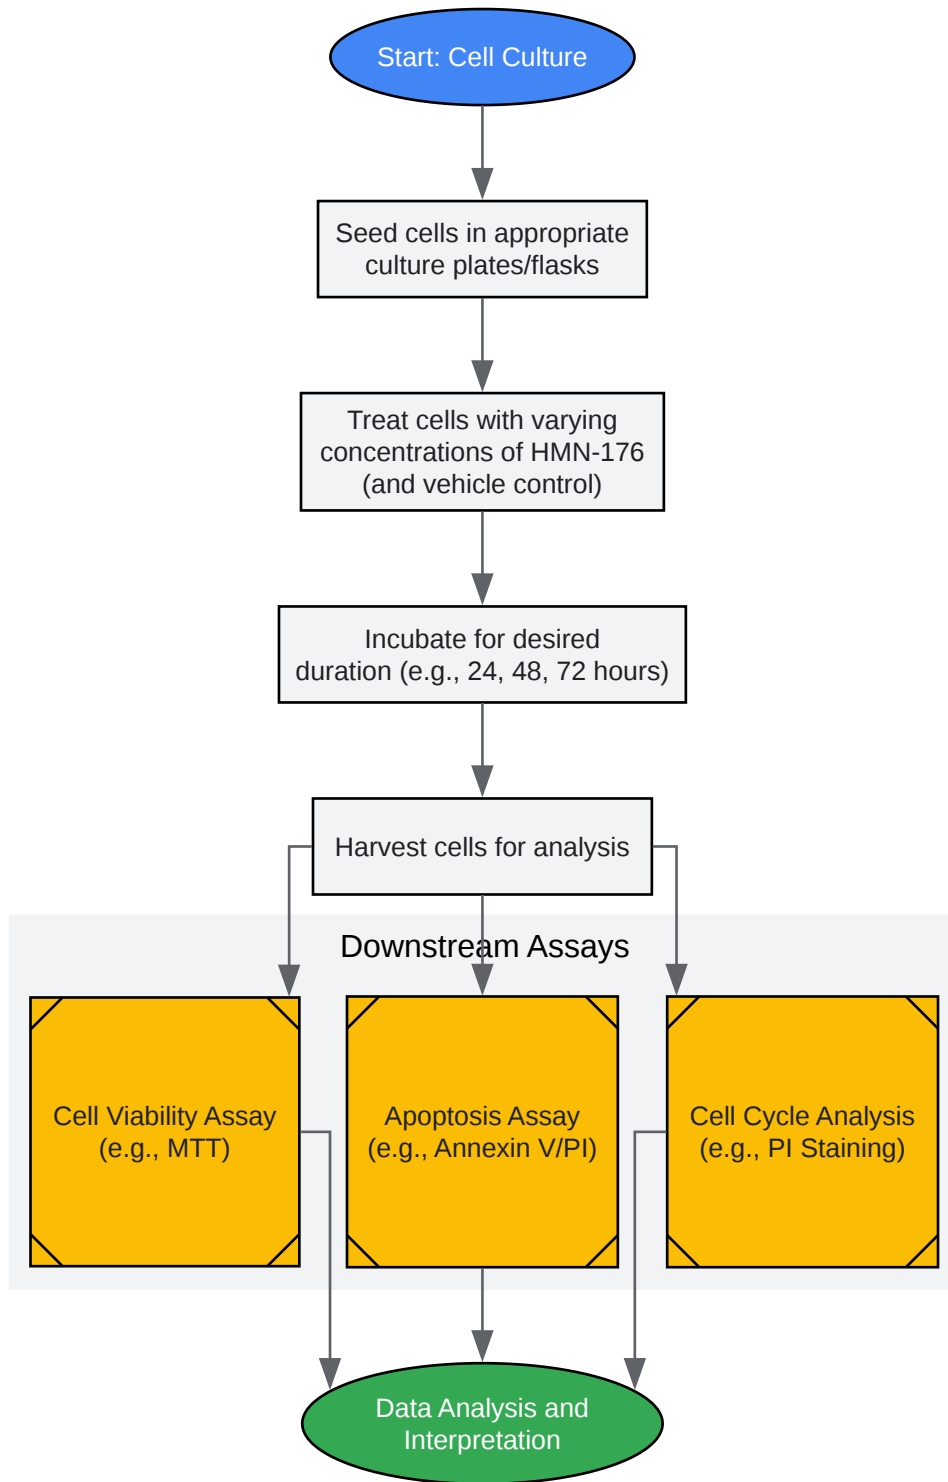 Start: Cell Culture
Seed cells in appropriate
culture plates/flasks
Treat cells with varying
concentrations of HMN-176
(and vehicle control)
Incubate for desired
duration (e.g., 24, 48, 72 hours)
Harvest cells for analysis
Downstream Assays
Cell Viability Assay
(e.g., MTT)
Apoptosis Assay
(e.g., Annexin V/PI)
Cell Cycle Analysis
(e.g., PI Staining)
Data Analysis and
Interpretation